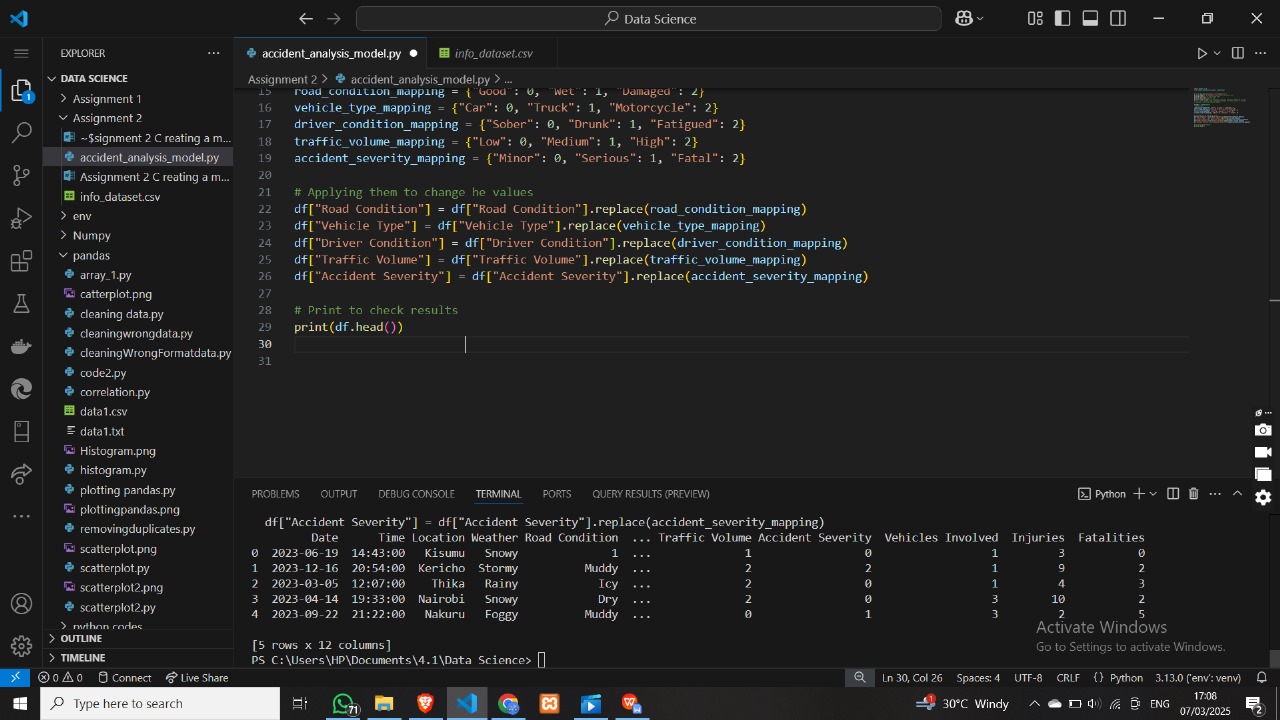 Data Science
EXPLORER
DATA SCIENCE
Assignment 1
Assignment 2
~$signment 2 C reating a m...
accident_analysis_model.py
Assignment 2 C reating a m...
info_dataset.csv
env
Numpy
pandas
array_1.py
catterplot.png
cleaning data.py
cleaningwrongdata.py
cleaningWrongFormatdata.py
code2.py
correlation.py
data1.csv
data1.txt
Histogram.png
histogram.py
plotting pandas.py
plottingpandas.png
removingduplicates.py
scatterplot.png
scatterplot.py
scatterplot2.png
scatterplot2.py
python codes
OUTLINE
TIMELINE
1
accident_analysis_model.py
info_dataset.csv
Assignment 2 > accident_analysis_model.py > ...
15 road_condition_mapping = {"Good": 0, "Wet": 1, "Damaged": 2}
16 vehicle_type_mapping = {"Car": 0, "Truck": 1, "Motorcycle": 2}
17 driver_condition_mapping = {"Sober": 0, "Drunk": 1, "Fatigued": 2}
18 traffic_volume_mapping = {"Low": 0, "Medium": 1, "High": 2}
19 accident_severity_mapping = {"Minor": 0, "Serious": 1, "Fatal": 2}
20
21 # Applying them to change he values
22 df["Road Condition"] = df["Road Condition"].replace(road_condition_mapping)
23 df["Vehicle Type"] = df["Vehicle Type"].replace(vehicle_type_mapping)
24 df["Driver Condition"] = df["Driver Condition"].replace(driver_condition_mapping)
25 df["Traffic Volume"] = df["Traffic Volume"].replace(traffic_volume_mapping)
26 df["Accident Severity"] = df["Accident Severity"].replace(accident_severity_mapping)
27
28 # Print to check results
29 print(df.head())
30
31
PROBLEMS OUTPUT DEBUG CONSOLE TERMINAL PORTS QUERY RESULTS (PREVIEW)
Python
df["Accident Severity"] = df["Accident Severity"].replace(accident_severity_mapping)
Date Time Location Weather Road Condition ... Traffic Volume Accident Severity Vehicles Involved Injuries Fatalities
0 2023-06-19 14:43:00 Kisumu Snowy 1 ... 1 0 1 3 0
1 2023-12-16 20:54:00 Kericho Stormy Muddy ... 2 2 1 9 2
2 2023-03-05 12:07:00 Thika Rainy Icy ... 2 0 1 4 3
3 2023-04-14 19:33:00 Nairobi Snowy Dry ... 2 0 3 10 2
4 2023-09-22 21:22:00 Nakuru Foggy Muddy ... 0 1 3 2 5
[5 rows x 12 columns]
PS C:\Users\HP\Documents\4.1\Data Science>
Activate Windows
Go to Settings to activate Windows.
0 0 Connect Live Share
Ln 30, Col 26 Spaces: 4 UTF-8 CRLF {} Python 3.13.0 ('env': venv)
Type here to search
71
1
30°C Windy
ENG
17:08
07/03/2025
2